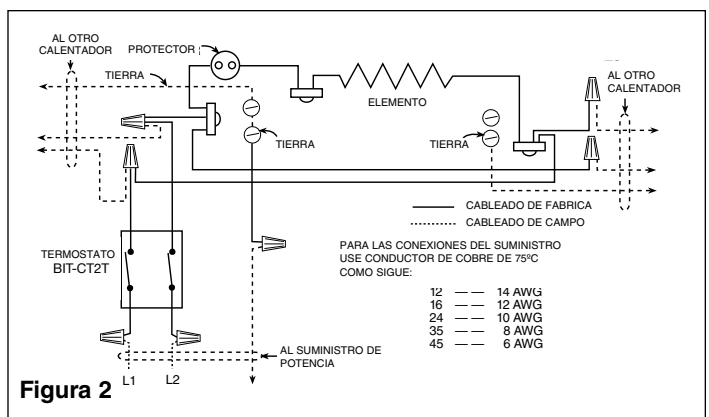 AL OTRO
CALENTADOR
PROTECTOR
TIERRA
ELEMENTO
AL OTRO
CALENTADOR
TIERRA
TIERRA
CABLEADO DE FABRICA
CABLEADO DE CAMPO
TERMOSTATO
BIT-CT2T
PARA LAS CONEXIONES DEL SUMINISTRO
USE CONDUCTOR DE COBRE DE 75ºC
COMO SIGUE:
12 — — 14 AWG
16 — — 12 AWG
24 — — 10 AWG
35 — — 8 AWG
45 — — 6 AWG
AL SUMINISTRO DE
POTENCIA
L1 L2
Figura 2